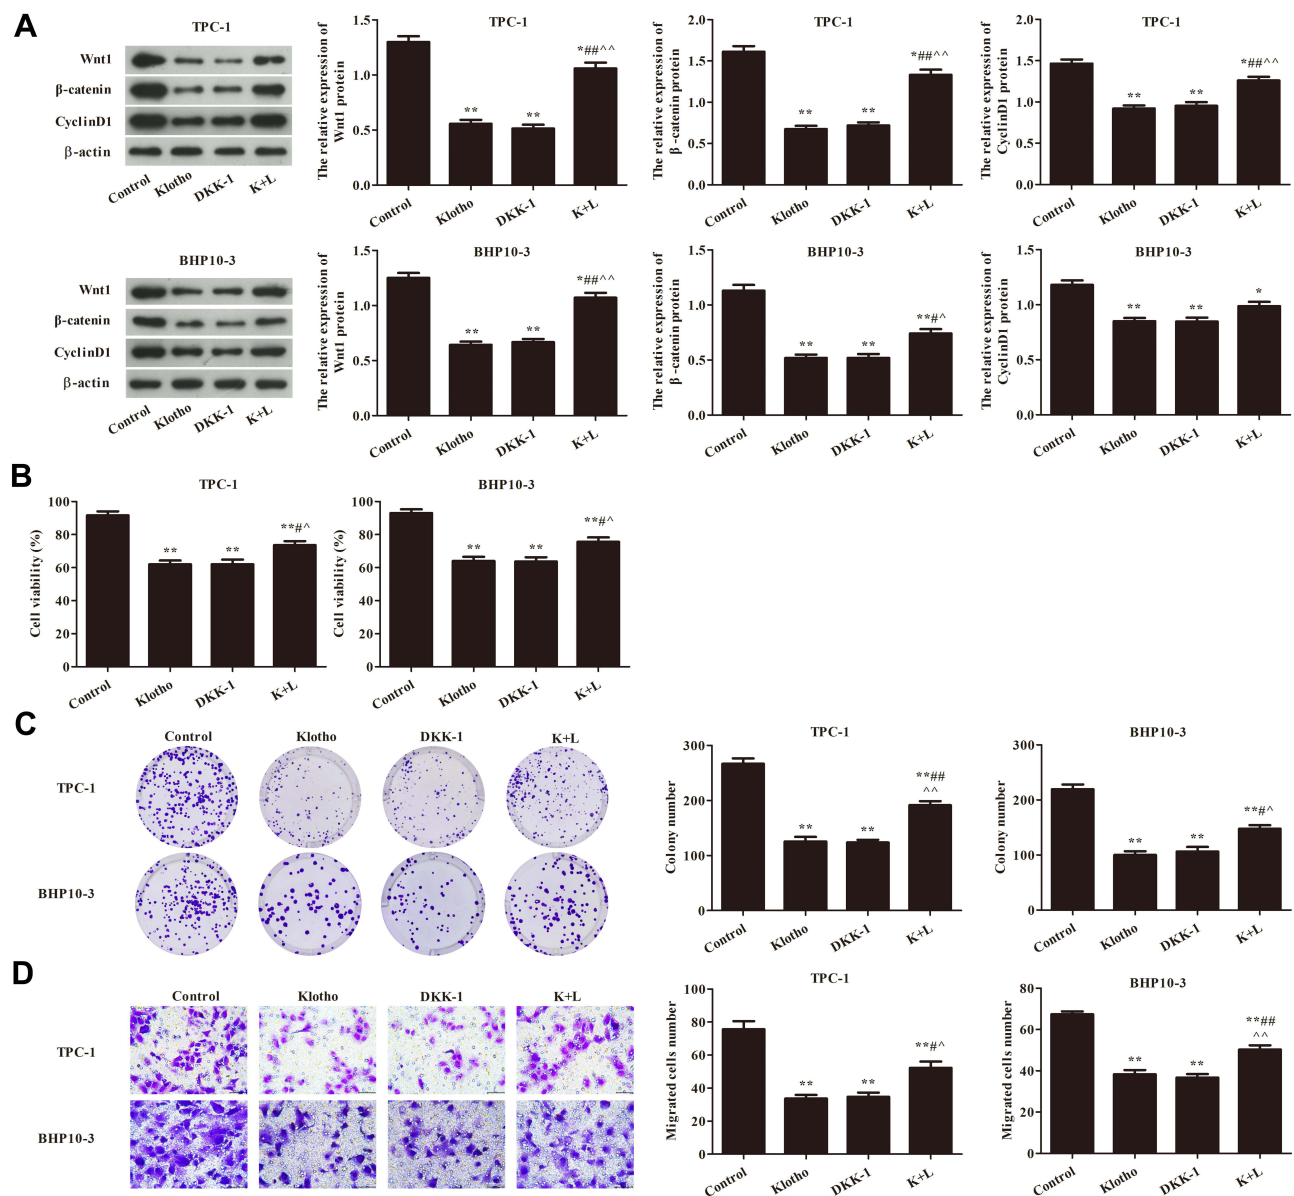 A
TPC-1
Wnt1
β-catenin
CyclinD1
β-actin
Control
Klotho
DKK-1
K+L
The relative expression of
Wnt1 protein
1.5
1.0
0.5
0.0
**
**
*##^^
Control
Klotho
DKK-1
K+L
TPC-1
The relative expression of
β -catenin protein
2.0
1.5
1.0
0.5
0.0
**
**
*##^^
Control
Klotho
DKK-1
K+L
TPC-1
The relative expression of
CyclinD1 protein
2.0
1.5
1.0
0.5
0.0
**
**
*##^^
Control
Klotho
DKK-1
K+L
BHP10-3
Wnt1
β-catenin
CyclinD1
β-actin
Control
Klotho
DKK-1
K+L
BHP10-3
The relative expression of
Wnt1 protein
1.5
1.0
0.5
0.0
**
**
*##^^
Control
Klotho
DKK-1
K+L
BHP10-3
The relative expression of
β -catenin protein
1.5
1.0
0.5
0.0
**
**
**#^
Control
Klotho
DKK-1
K+L
BHP10-3
The relative expression of
CyclinD1 protein
1.5
1.0
0.5
0.0
**
**
*
Control
Klotho
DKK-1
K+L
B
TPC-1
Cell viability (%)
100
80
60
40
20
0
**
**
**#^
Control
Klotho
DKK-1
K+L
BHP10-3
Cell viability (%)
100
80
60
40
20
0
**
**
**#^
Control
Klotho
DKK-1
K+L
C
Control
Klotho
DKK-1
K+L
TPC-1
BHP10-3
TPC-1
Colony number
300
200
100
0
**
**
**##
^^
Control
Klotho
DKK-1
K+L
BHP10-3
Colony number
300
200
100
0
**
**
**#^
Control
Klotho
DKK-1
K+L
D
Control
Klotho
DKK-1
K+L
TPC-1
BHP10-3
TPC-1
Migrated cells number
100
80
60
40
20
0
**
**
**#^
Control
Klotho
DKK-1
K+L
BHP10-3
Migrated cells number
80
60
40
20
0
**
**
**##
^^
Control
Klotho
DKK-1
K+L